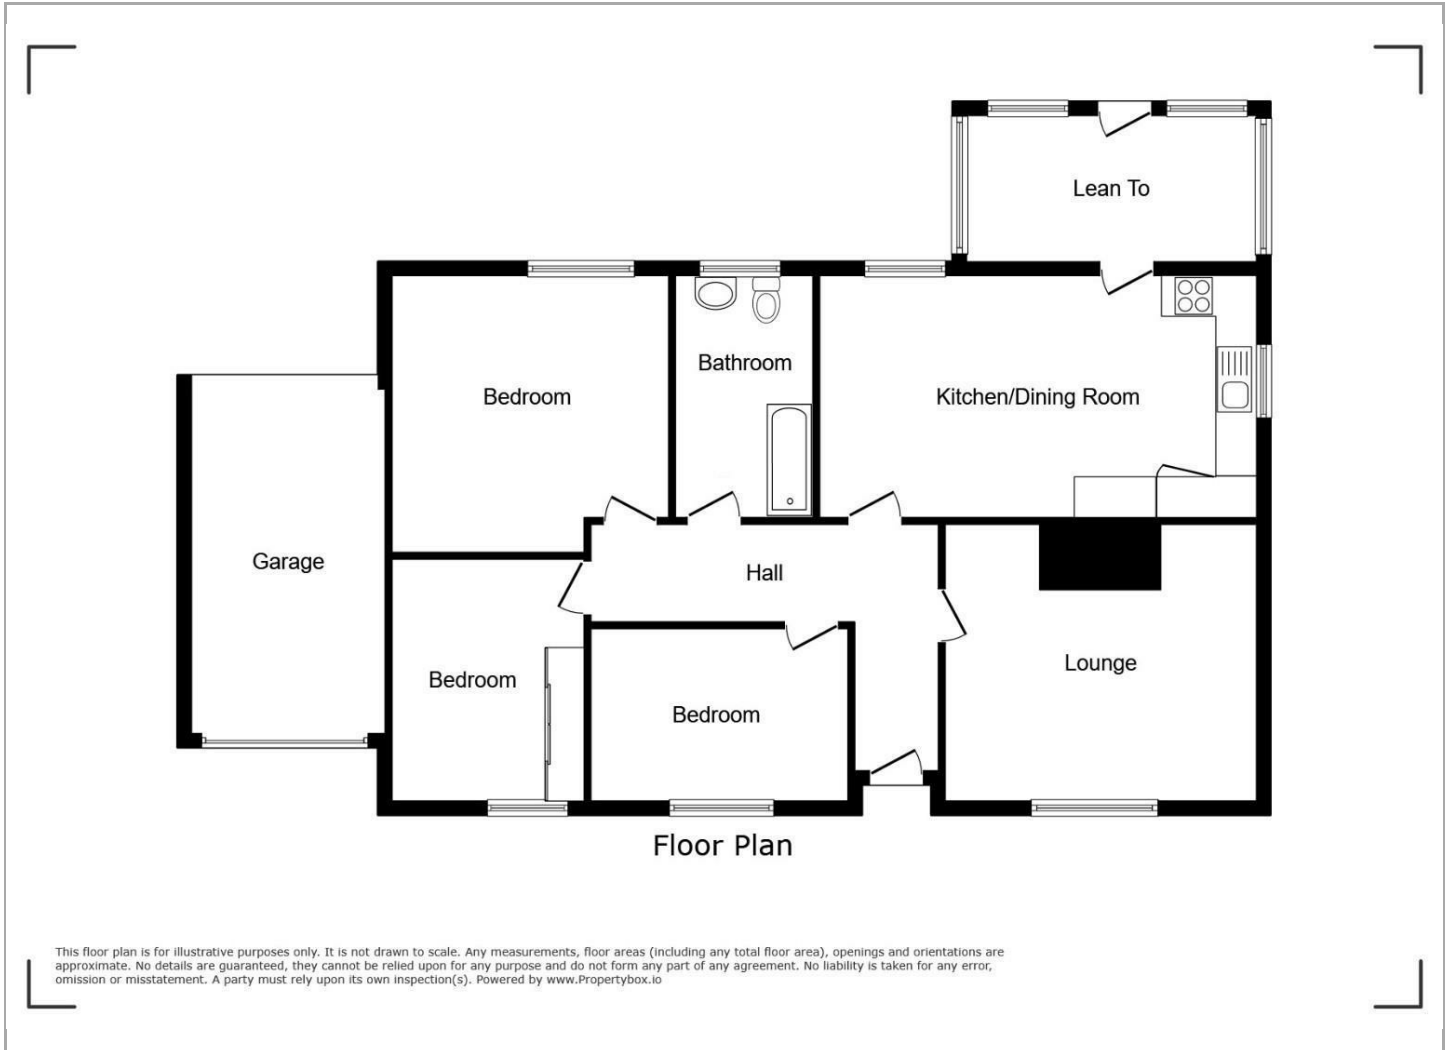 Lean To
Bedroom
Bathroom
Kitchen/Dining Room
Garage
Hall
Bedroom
Bedroom
Lounge
Floor Plan
This floor plan is for illustrative purposes only. It is not drawn to scale. Any measurements, floor areas (including any total floor area), openings and orientations are
approximate. No details are guaranteed, they cannot be relied upon for any purpose and do not form any part of any agreement. No liability is taken for any error,
omission or misstatement. A party must rely upon its own inspection(s). Powered by www.Propertybox.io